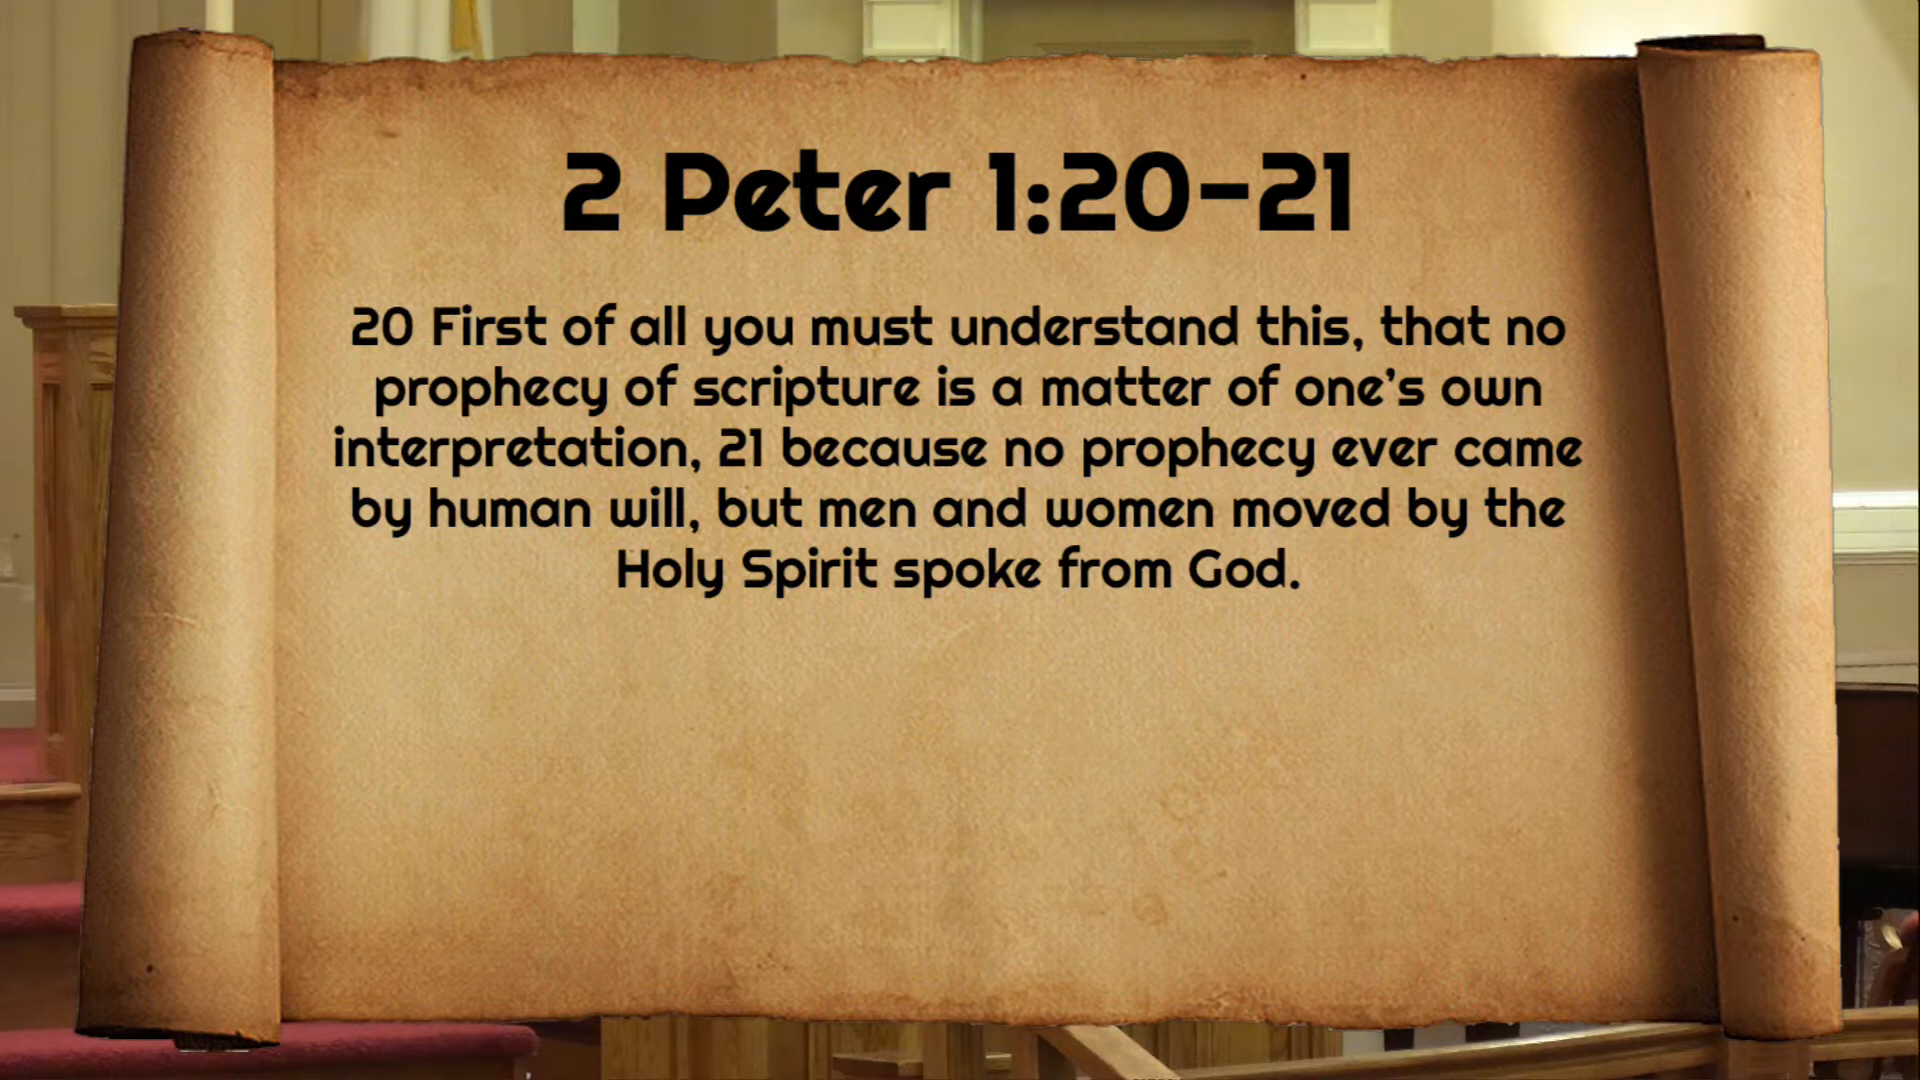 2 Peter 1:20-21
20 First of all you must understand this, that no
prophecy of scripture is a matter of one’s own
interpretation, 21 because no prophecy ever came
by human will, but men and women moved by the
Holy Spirit spoke from God.